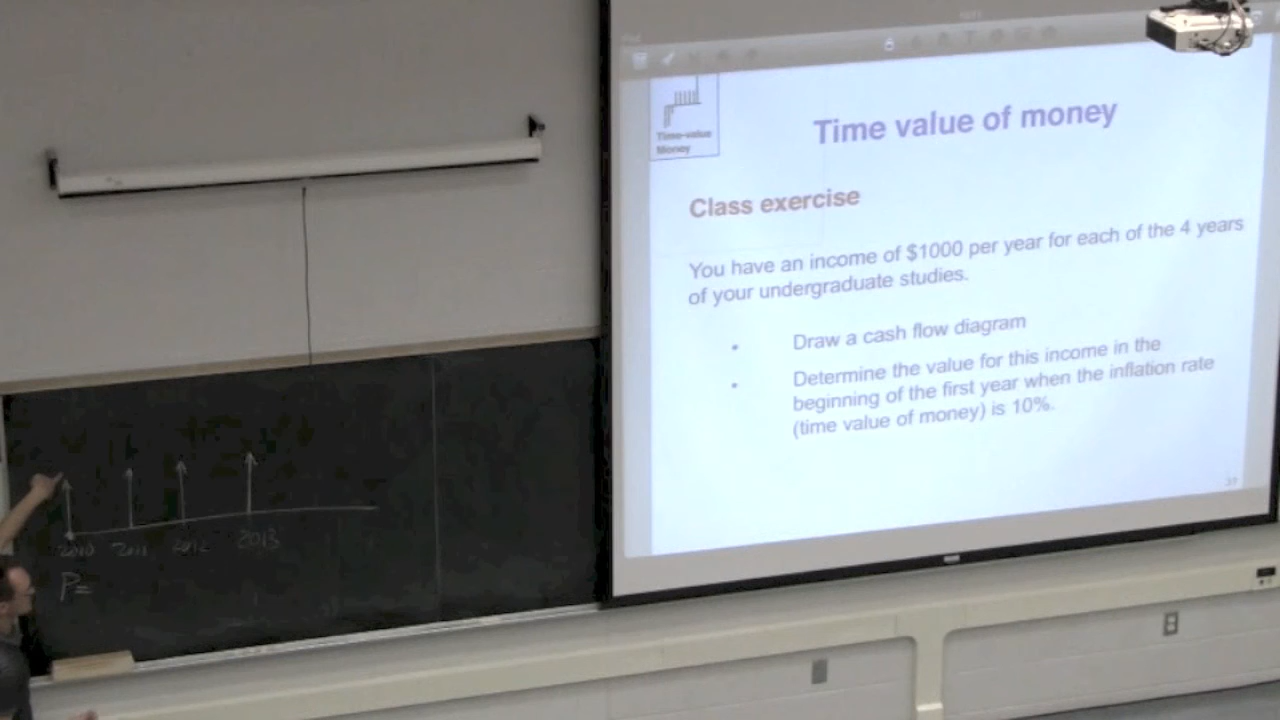 Time-value
Money
Time value of money
Class exercise
You have an income of $1000 per year for each of the 4 years
of your undergraduate studies.
• Draw a cash flow diagram
• Determine the value for this income in the
beginning of the first year when the inflation rate
(time value of money) is 10%.
37
2010 2011 2012 2013
P=